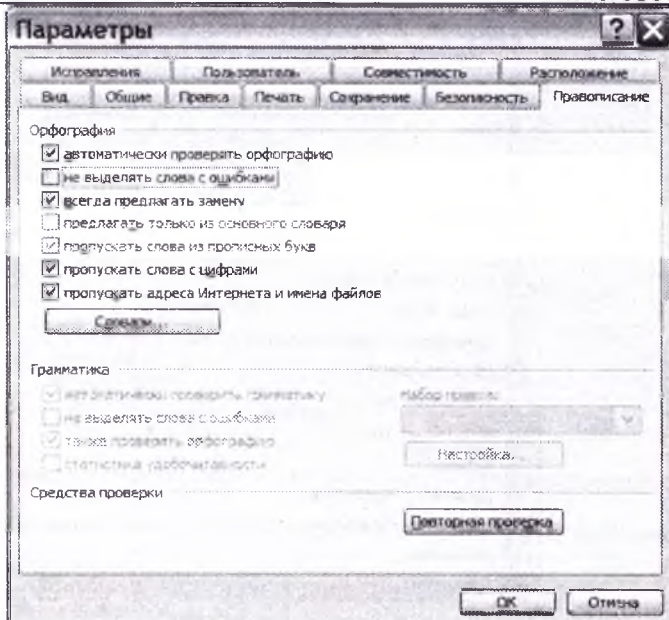 Параметры
Исправления Пользователь Совместимость Расположение
Вид Общие Правка Печать Сохранение Безопасность Правописание
Орфография
автоматически проверять орфографию
не выделять слова с ошибками
всегда предлагать замену
предлагать только из основного словаря
пропускать слова из прописных букв
пропускать слова с цифрами
пропускать адреса Интернета и имена файлов
Словари...
Грамматика
автоматически проверять грамматику Набор правил:
не выделять слова с ошибками
также проверять орфографию
статистика удобочитаемости Настройка...
Средства проверки
Повторная проверка
ОК Отмена